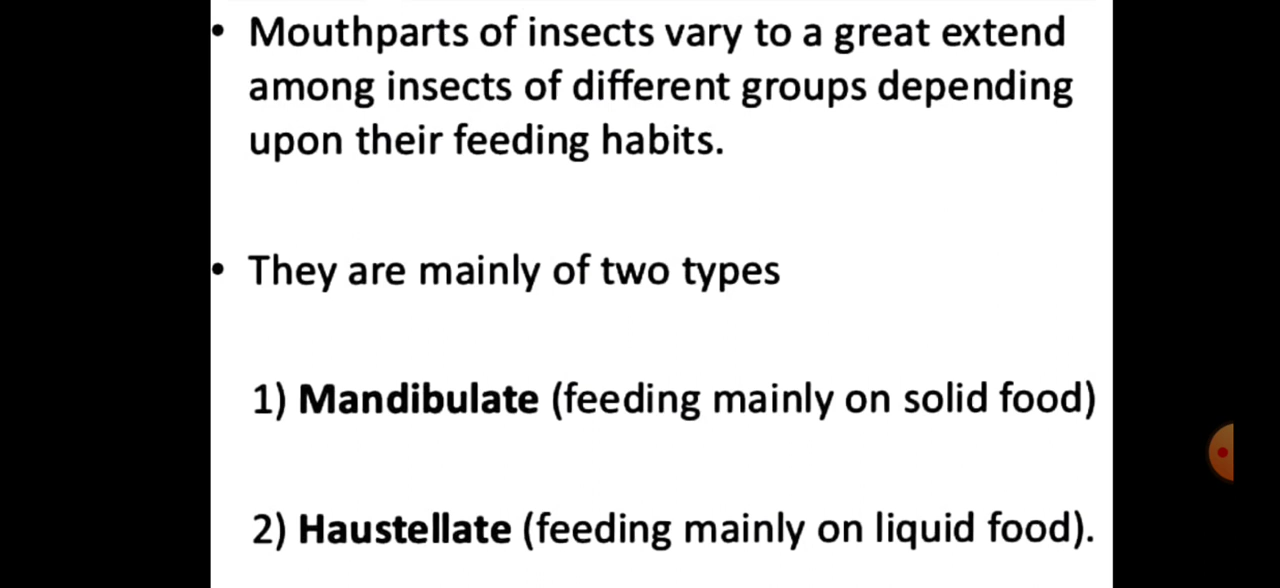 • Mouthparts of insects vary to a great extend
among insects of different groups depending
upon their feeding habits.
• They are mainly of two types
1) Mandibulate (feeding mainly on solid food)
2) Haustellate (feeding mainly on liquid food).